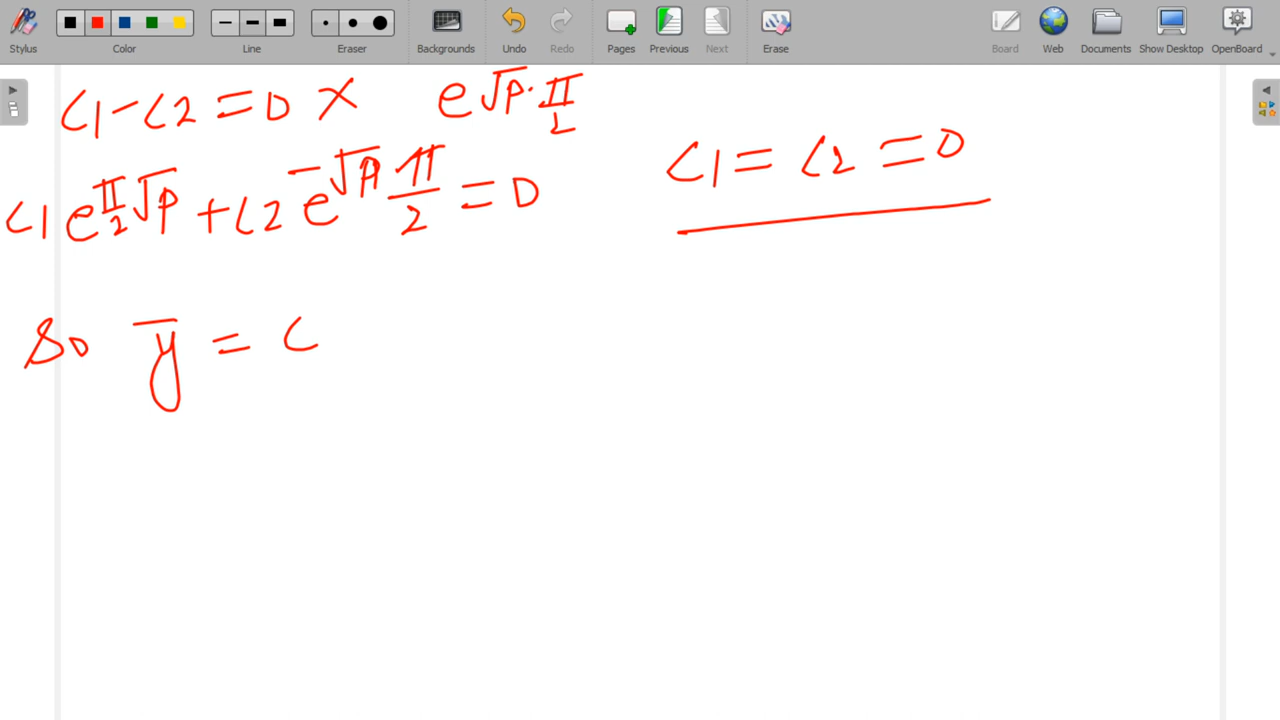 Stylus Color Line Eraser Backgrounds Undo Redo Pages Previous Next Erase Board Web Documents Show Desktop OpenBoard
C1 - C2 = 0 × e^{√p · π/2}
C1 e^{π/2 √p} + C2 e^{-√p π/2} = 0
C1 = C2 = 0
So ȳ = C